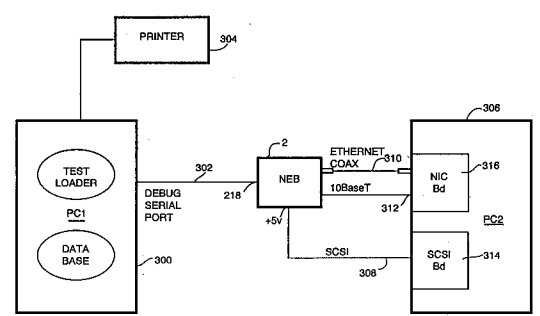 PRINTER
304
306
2
ETHERNET
COAX
310
302
316
TEST
LOADER
NEB
NIC
Bd
DEBUG
SERIAL
PORT
218
10BaseT
312
PC1
PC2
+5v
DATA
BASE
SCSI
308
SCSI
Bd
314
300